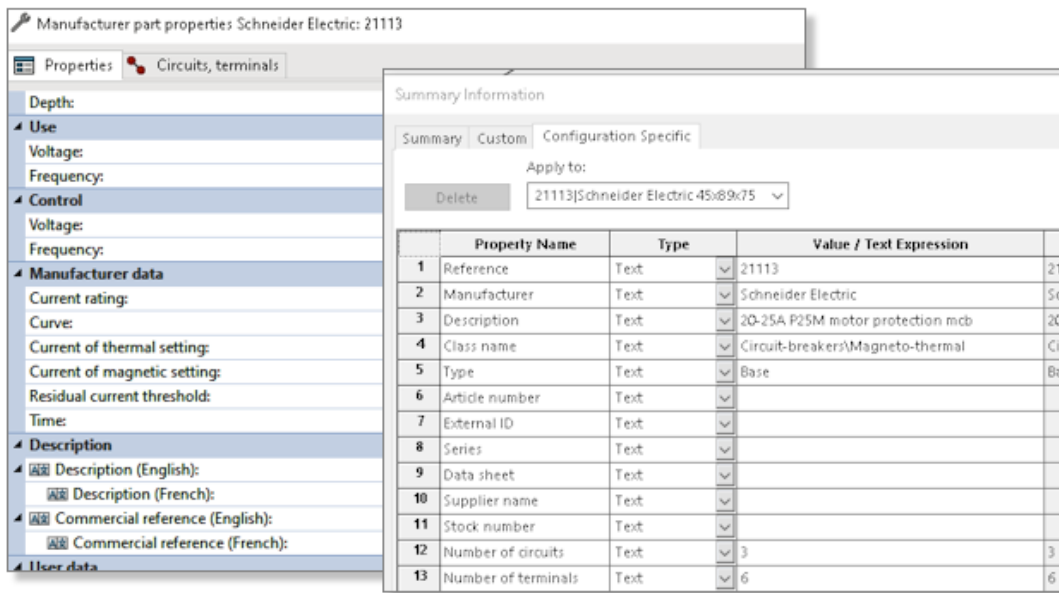 Manufacturer part properties Schneider Electric: 21113
Properties Circuits, terminals
Depth:
Use
Voltage:
Frequency:
Control
Voltage:
Frequency:
Manufacturer data
Current rating:
Curve:
Current of thermal setting:
Current of magnetic setting:
Residual current threshold:
Time:
Description
Description (English):
Description (French):
Commercial reference (English):
Commercial reference (French):
User data
Summary Information
Summary Custom Configuration Specific
Apply to:
Delete 21113|Schneider Electric 45x89x75
Property Name Type Value / Text Expression
1 Reference Text 21113 21
2 Manufacturer Text Schneider Electric Sc
3 Description Text 20-25A P25M motor protection mcb 20
4 Class name Text Circuit-breakers\Magneto-thermal Ci
5 Type Text Base Ba
6 Article number Text
7 External ID Text
8 Series Text
9 Data sheet Text
10 Supplier name Text
11 Stock number Text
12 Number of circuits Text 3 3
13 Number of terminals Text 6 6